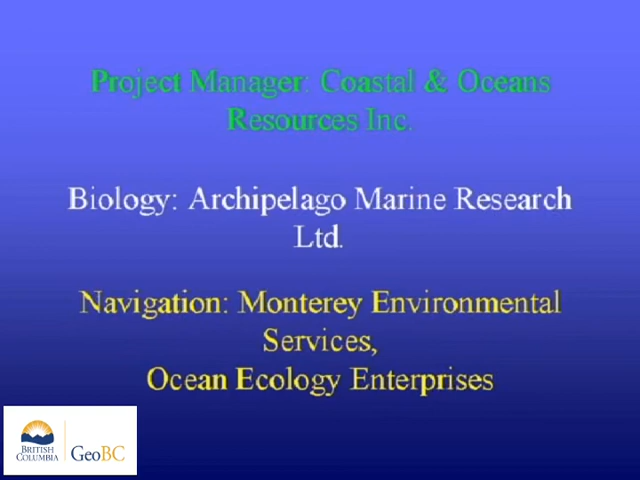 Project Manager: Coastal & Oceans
Resources Inc.
Biology: Archipelago Marine Research
Ltd.
Navigation: Monterey Environmental
Services,
Ocean Ecology Enterprises
BRITISH
COLUMBIA
GeoBC